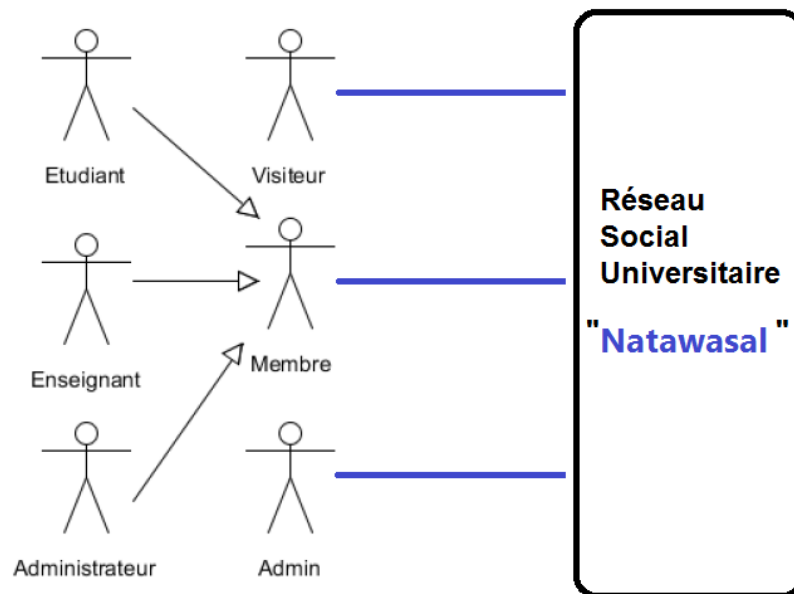 Etudiant
Visiteur
Enseignant
Membre
Administrateur
Admin
Réseau
Social
Universitaire
"Natawasal "